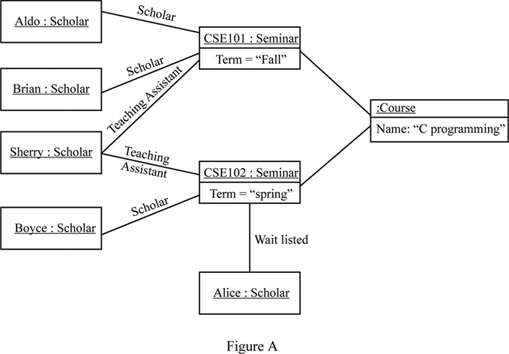 Aldo : Scholar
Scholar
CSE101 : Seminar
Term = “Fall”
Brian : Scholar
Scholar
Teaching Assistant
:Course
Name: “C programming”
Sherry : Scholar
Teaching
Assistant
CSE102 : Seminar
Term = “spring”
Boyce : Scholar
Scholar
Wait listed
Alice : Scholar
Figure A